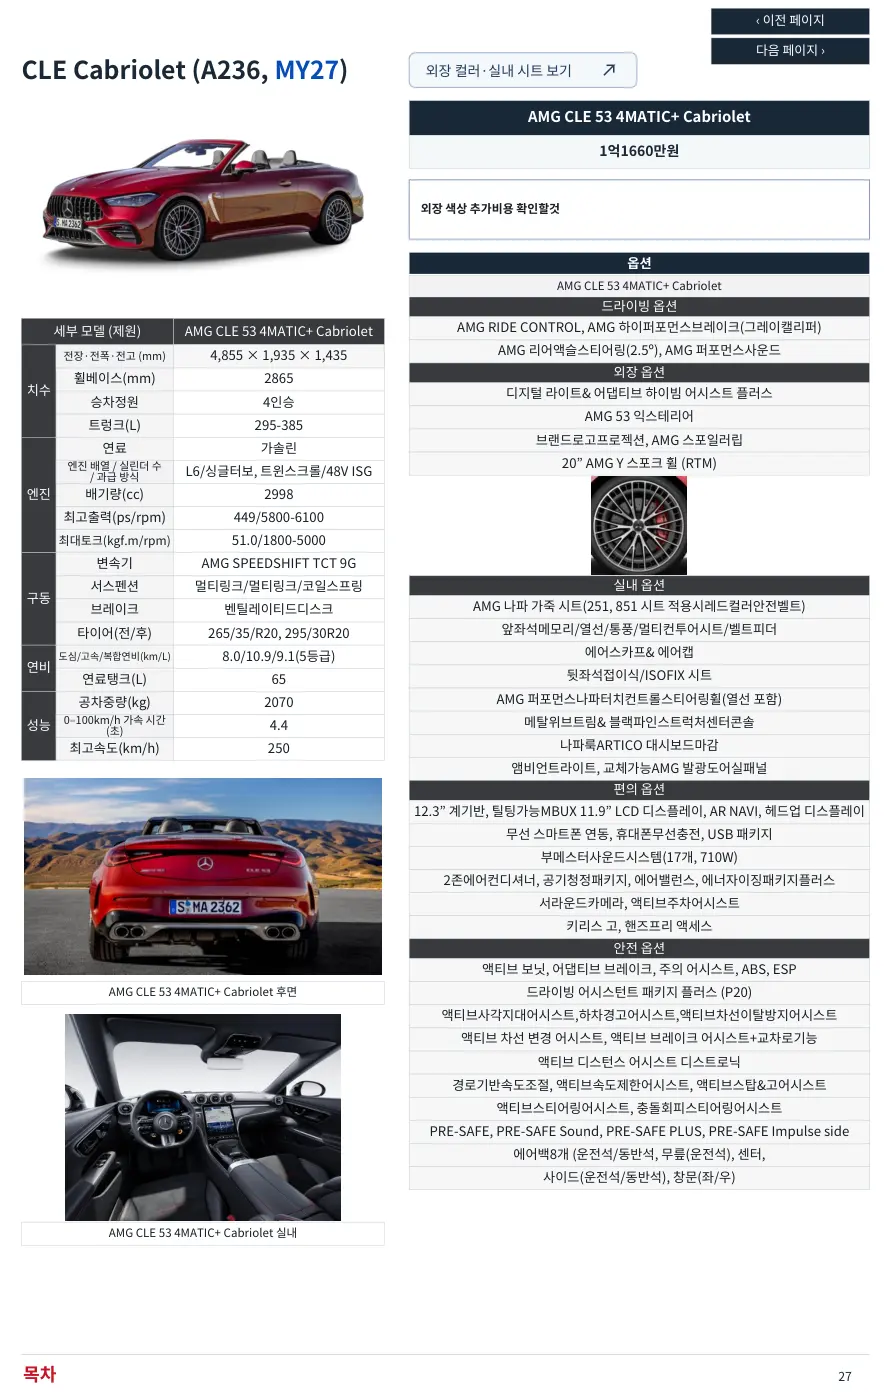 ‹ 이전 페이지
다음 페이지 ›
CLE Cabriolet (A236, MY27)
외장 컬러·실내 시트 보기
AMG CLE 53 4MATIC+ Cabriolet
1억1660만원
외장 색상 추가비용 확인할것
S MA 2362
세부 모델 (제원) AMG CLE 53 4MATIC+ Cabriolet
치수
전장·전폭·전고 (mm) 4,855 × 1,935 × 1,435
휠베이스(mm) 2865
승차정원 4인승
트렁크(L) 295-385
엔진
연료 가솔린
엔진 배열 / 실린더 수
/ 과급 방식 L6/싱글터보, 트윈스크롤/48V ISG
배기량(cc) 2998
최고출력(ps/rpm) 449/5800-6100
최대토크(kgf.m/rpm) 51.0/1800-5000
구동
변속기 AMG SPEEDSHIFT TCT 9G
서스펜션 멀티링크/멀티링크/코일스프링
브레이크 벤틸레이티드디스크
타이어(전/후) 265/35/R20, 295/30R20
연비
도심/고속/복합연비(km/L) 8.0/10.9/9.1(5등급)
연료탱크(L) 65
성능
공차중량(kg) 2070
0–100km/h 가속 시간
(초) 4.4
최고속도(km/h) 250
S MA 2362
AMG CLE 53 4MATIC+ Cabriolet 후면
AMG CLE 53 4MATIC+ Cabriolet 실내
옵션
AMG CLE 53 4MATIC+ Cabriolet
드라이빙 옵션
AMG RIDE CONTROL, AMG 하이퍼포먼스브레이크(그레이캘리퍼)
AMG 리어액슬스티어링(2.5º), AMG 퍼포먼스사운드
외장 옵션
디지털 라이트& 어댑티브 하이빔 어시스트 플러스
AMG 53 익스테리어
브랜드로고프로젝션, AMG 스포일러립
20” AMG Y 스포크 휠 (RTM)
실내 옵션
AMG 나파 가죽 시트(251, 851 시트 적용시레드컬러안전벨트)
앞좌석메모리/열선/통풍/멀티컨투어시트/벨트피더
에어스카프& 에어캡
뒷좌석접이식/ISOFIX 시트
AMG 퍼포먼스나파터치컨트롤스티어링휠(열선 포함)
메탈위브트림& 블랙파인스트럭처센터콘솔
나파룩ARTICO 대시보드마감
앰비언트라이트, 교체가능AMG 발광도어실패널
편의 옵션
12.3” 계기반, 틸팅가능MBUX 11.9” LCD 디스플레이, AR NAVI, 헤드업 디스플레이
무선 스마트폰 연동, 휴대폰무선충전, USB 패키지
부메스터사운드시스템(17개, 710W)
2존에어컨디셔너, 공기청정패키지, 에어밸런스, 에너자이징패키지플러스
서라운드카메라, 액티브주차어시스트
키리스 고, 핸즈프리 액세스
안전 옵션
액티브 보닛, 어댑티브 브레이크, 주의 어시스트, ABS, ESP
드라이빙 어시스턴트 패키지 플러스 (P20)
액티브사각지대어시스트,하차경고어시스트,액티브차선이탈방지어시스트
액티브 차선 변경 어시스트, 액티브 브레이크 어시스트+교차로기능
액티브 디스턴스 어시스트 디스트로닉
경로기반속도조절, 액티브속도제한어시스트, 액티브스탑&고어시스트
액티브스티어링어시스트, 충돌회피스티어링어시스트
PRE-SAFE, PRE-SAFE Sound, PRE-SAFE PLUS, PRE-SAFE Impulse side
에어백8개 (운전석/동반석, 무릎(운전석), 센터,
사이드(운전석/동반석), 창문(좌/우)
목차
27